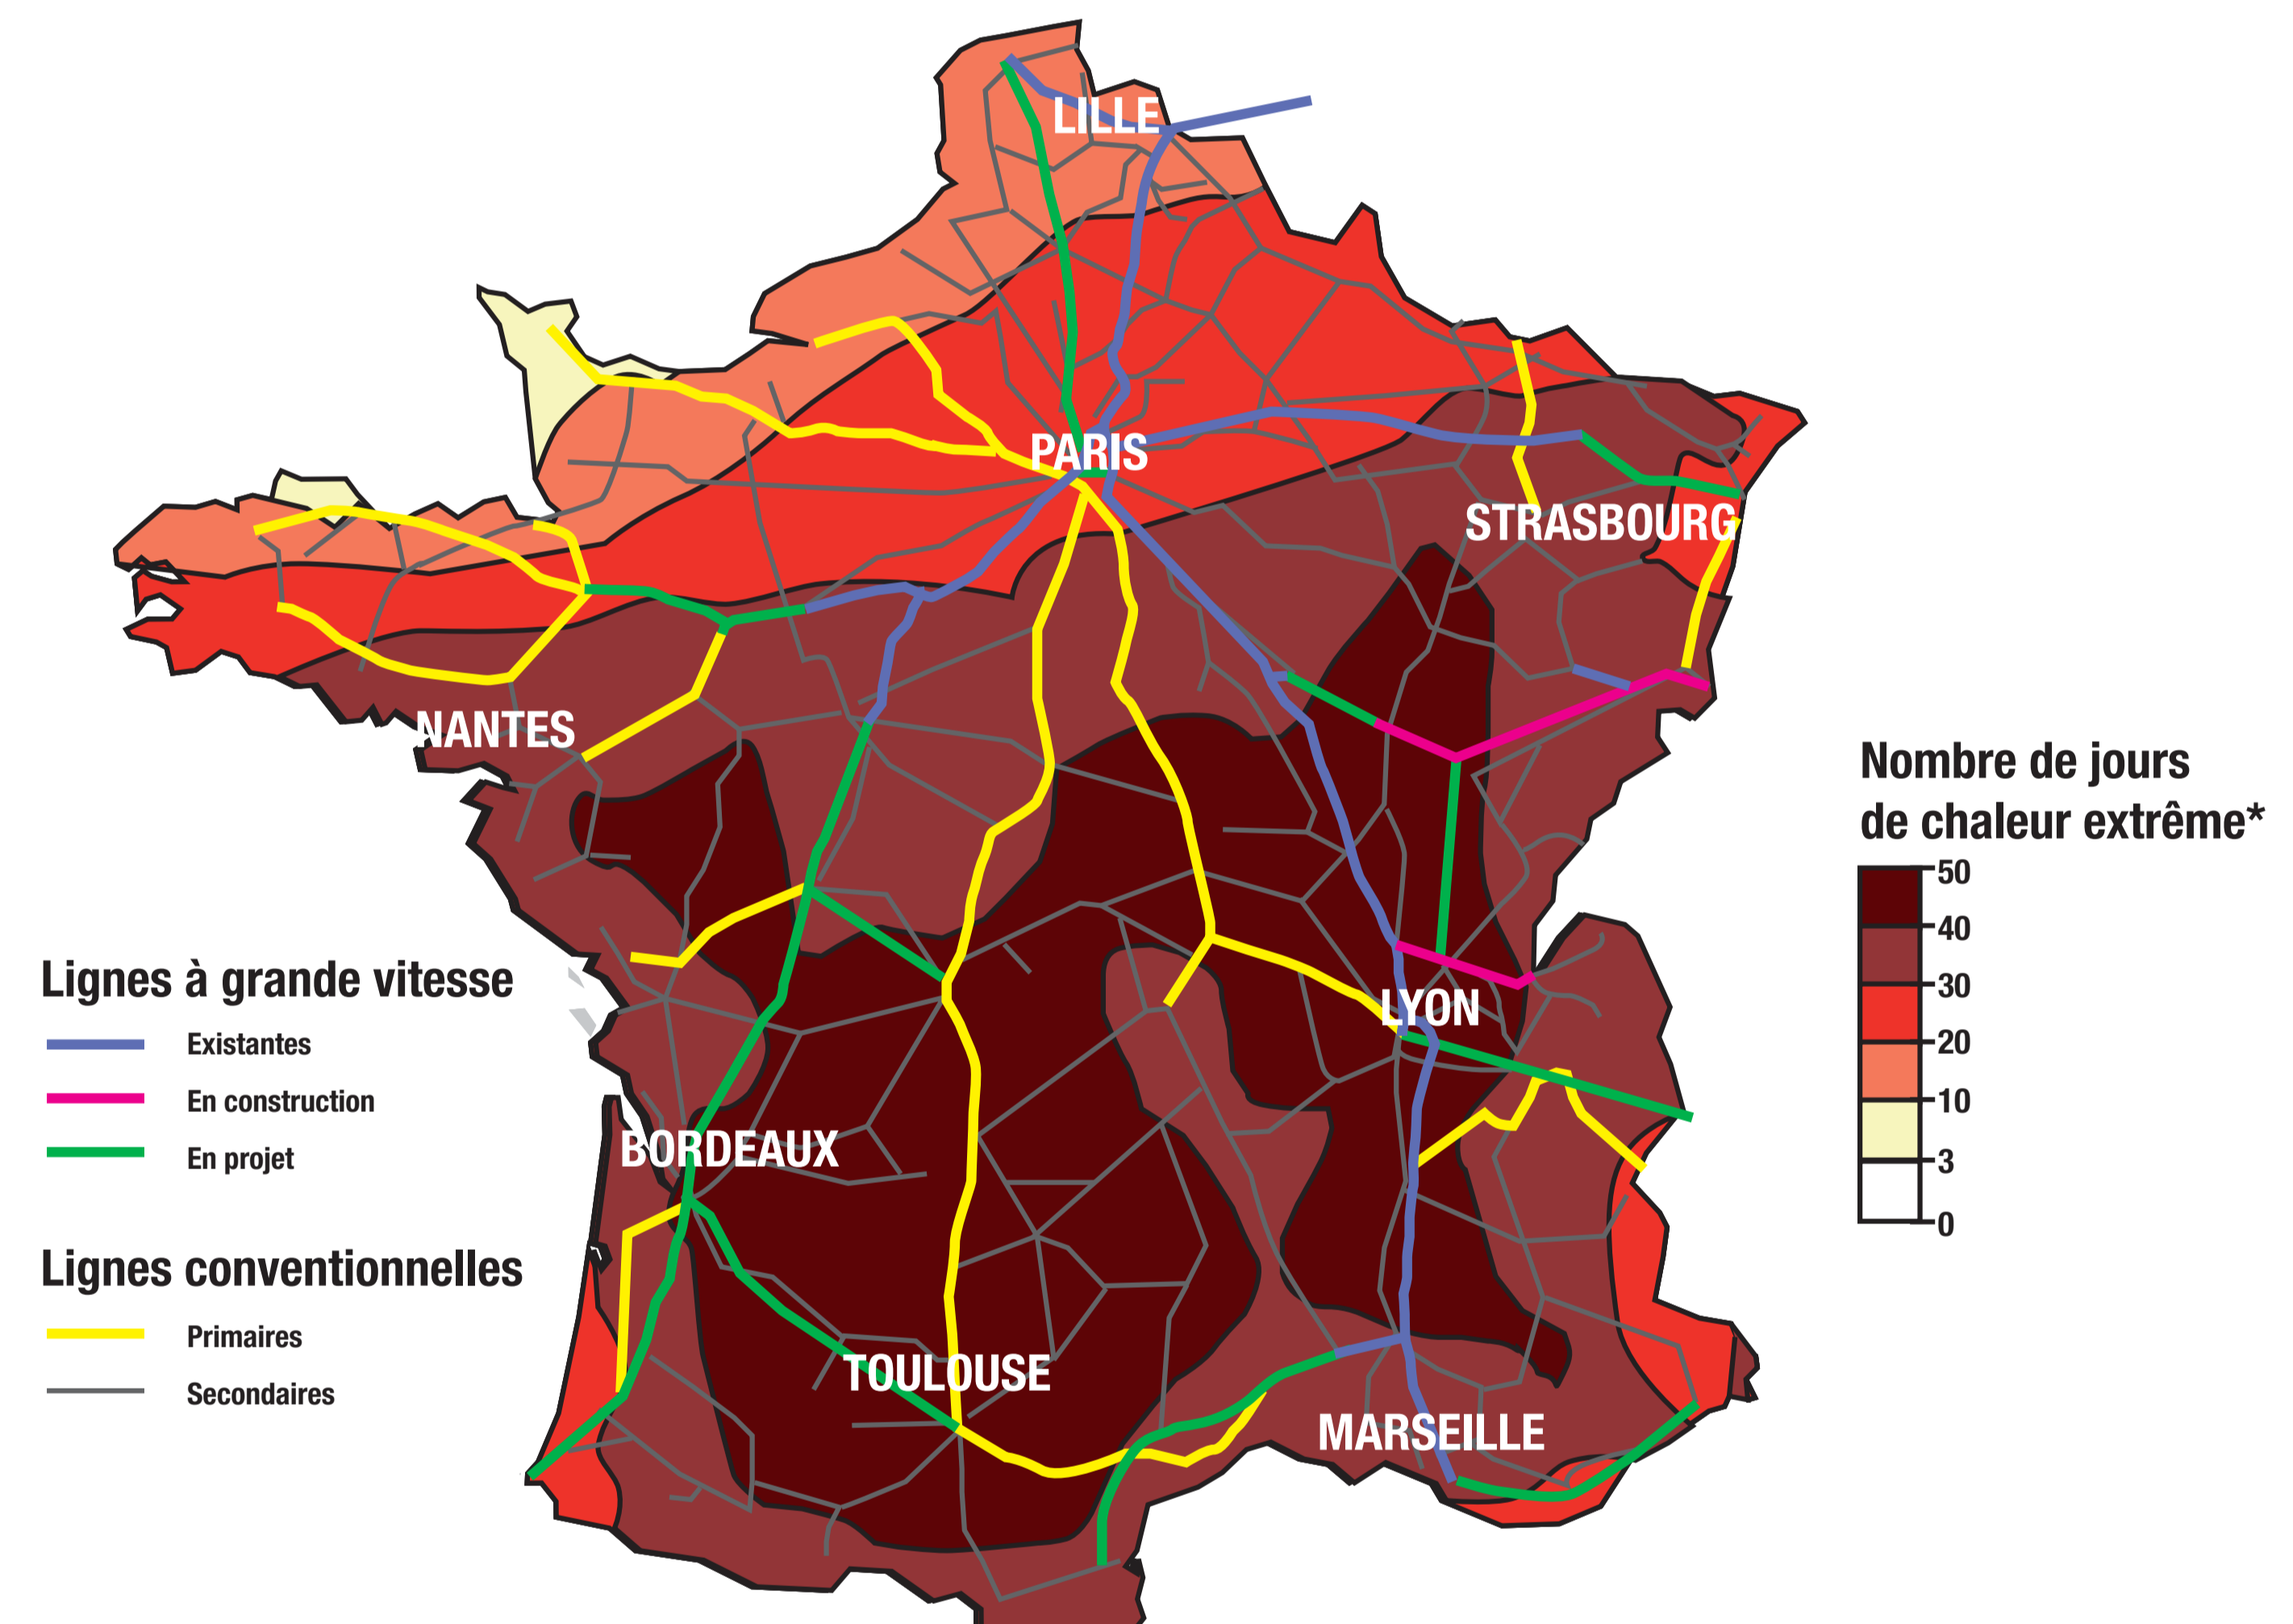 LILLE
PARIS
STRASBOURG
NANTES
LYON
BORDEAUX
TOULOUSE
MARSEILLE
Lignes à grande vitesse
Existantes
En construction
En projet
Lignes conventionnelles
Primaires
Secondaires
Nombre de jours
de chaleur extrême*
50
40
30
20
10
3
0